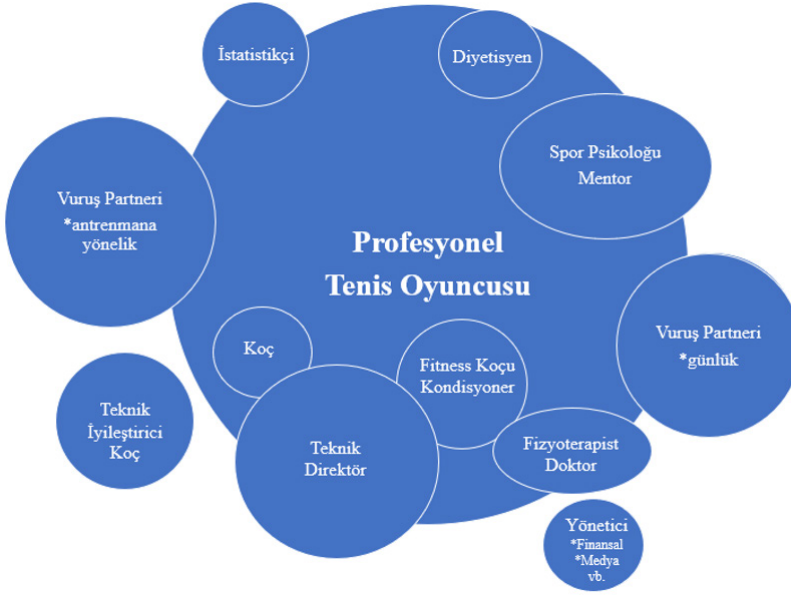 İstatistikçi
Diyetisyen
Spor Psikoloğu
Mentor
Vuruş Partneri
*antrenmana
yönelik
Profesyonel
Tenis Oyuncusu
Vuruş Partneri
*günlük
Koç
Fitness Koçu
Kondisyoner
Teknik
İyileştirici
Koç
Teknik
Direktör
Fizyoterapist
Doktor
Yönetici
*Finansal
*Medya
vb.